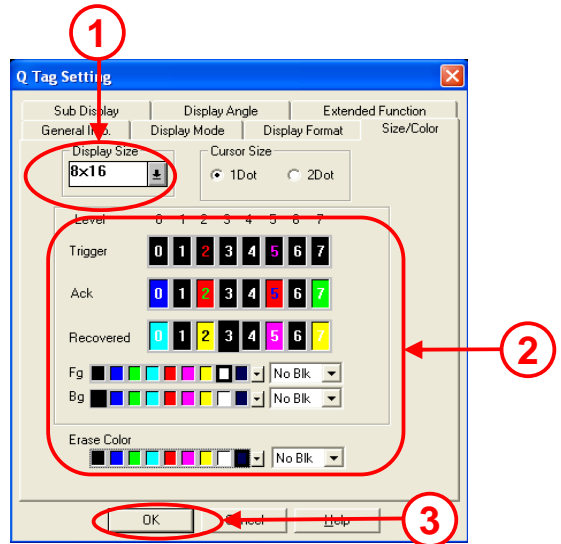 1
Q Tag Setting
Sub Display Display Angle Extended Function
General Info. Display Mode Display Format Size/Color
Display Size Cursor Size
8x16 1Dot 2Dot
Level 0 1 2 3 4 5 6 7
Trigger 0 1 2 3 4 5 6 7
Ack 0 1 2 3 4 5 6 7
Recovered 0 1 2 3 4 5 6 7
2
Fg No Blk
Bg No Blk
Erase Color
No Blk
OK Cancel Help
3